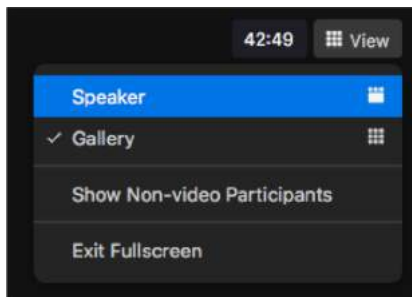 42:49 View
Speaker
Gallery
Show Non-video Participants
Exit Fullscreen